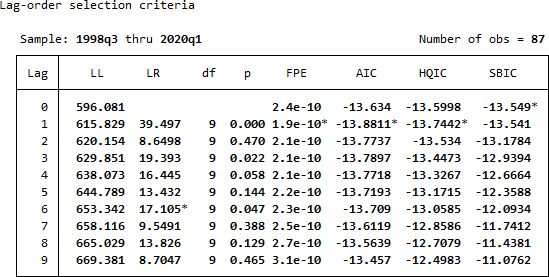 Lag-order selection criteria
Sample: 1998q3 thru 2020q1 Number of obs = 87
Lag LL LR df p FPE AIC HQIC SBIC
0 596.081 2.4e-10 -13.634 -13.5998 -13.549*
1 615.829 39.497 9 0.000 1.9e-10* -13.8811* -13.7442* -13.541
2 620.154 8.6498 9 0.470 2.1e-10 -13.7737 -13.534 -13.1784
3 629.851 19.393 9 0.022 2.1e-10 -13.7897 -13.4473 -12.9394
4 638.073 16.445 9 0.058 2.1e-10 -13.7718 -13.3267 -12.6664
5 644.789 13.432 9 0.144 2.2e-10 -13.7193 -13.1715 -12.3588
6 653.342 17.105* 9 0.047 2.3e-10 -13.709 -13.0585 -12.0934
7 658.116 9.5491 9 0.388 2.5e-10 -13.6119 -12.8586 -11.7412
8 665.029 13.826 9 0.129 2.7e-10 -13.5639 -12.7079 -11.4381
9 669.381 8.7047 9 0.465 3.1e-10 -13.457 -12.4983 -11.0762